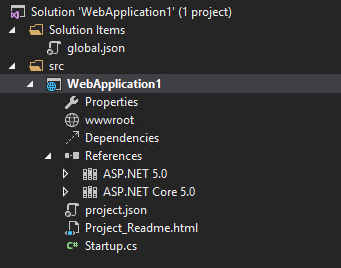 Solution 'WebApplication1' (1 project)
Solution Items
global.json
src
WebApplication1
Properties
wwwroot
Dependencies
References
ASP.NET 5.0
ASP.NET Core 5.0
project.json
Project_Readme.html
C# Startup.cs